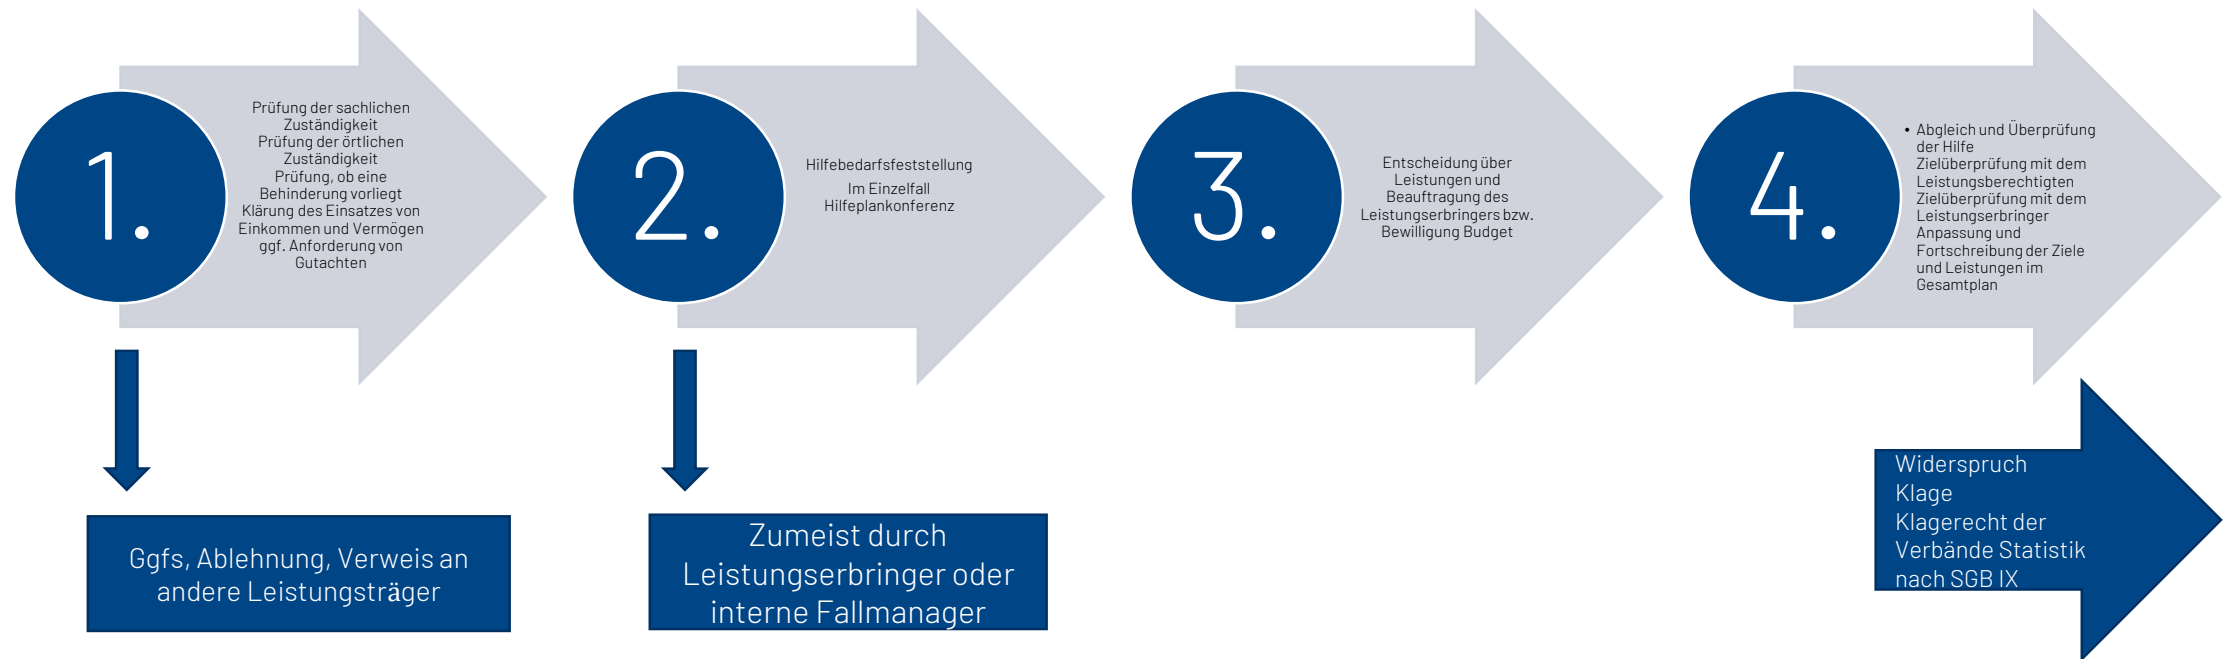 1.
Prüfung der sachlichen
Zuständigkeit
Prüfung der örtlichen
Zuständigkeit
Prüfung, ob eine
Behinderung vorliegt
Klärung des Einsatzes von
Einkommen und Vermögen
ggf. Anforderung von
Gutachten
2.
Hilfebedarfsfeststellung
Im Einzelfall
Hilfeplankonferenz
3.
Entscheidung über
Leistungen und
Beauftragung des
Leistungserbringers bzw.
Bewilligung Budget
4.
• Abgleich und Überprüfung
der Hilfe
Zielüberprüfung mit dem
Leistungsberechtigten
Zielüberprüfung mit dem
Leistungserbringer
Anpassung und
Fortschreibung der Ziele
und Leistungen im
Gesamtplan
Ggfs, Ablehnung, Verweis an
andere Leistungsträger
Zumeist durch
Leistungserbringer oder
interne Fallmanager
Widerspruch
Klage
Klagerecht der
Verbände Statistik
nach SGB IX